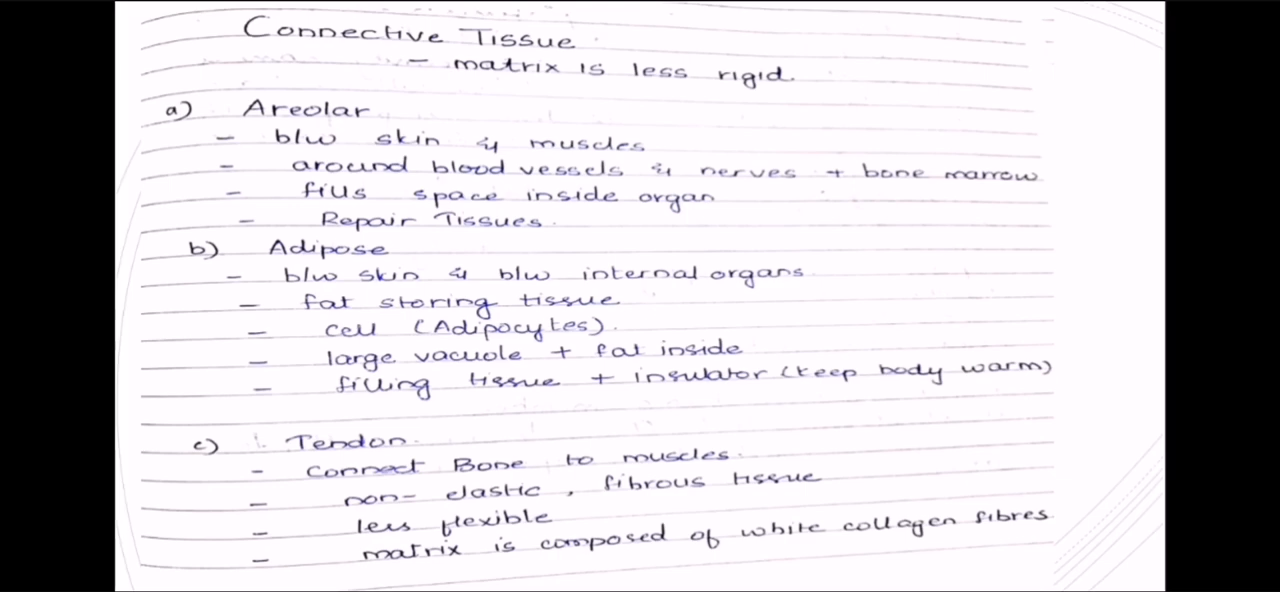 Connective Tissue
- matrix is less rigid.
a) Areolar
- b/w skin & muscles
- around blood vessels & nerves + bone marrow
- fills space inside organ
- Repair Tissues.
b) Adipose
- b/w skin & b/w internal organs
- fat storing tissue
- cell (Adipocytes).
- large vacuole + fat inside
- filling tissue + insulator (keep body warm)
c) Tendon.
- connect Bone to muscles.
- non-elastic, fibrous tissue
- less flexible
- matrix is composed of white collagen fibres.